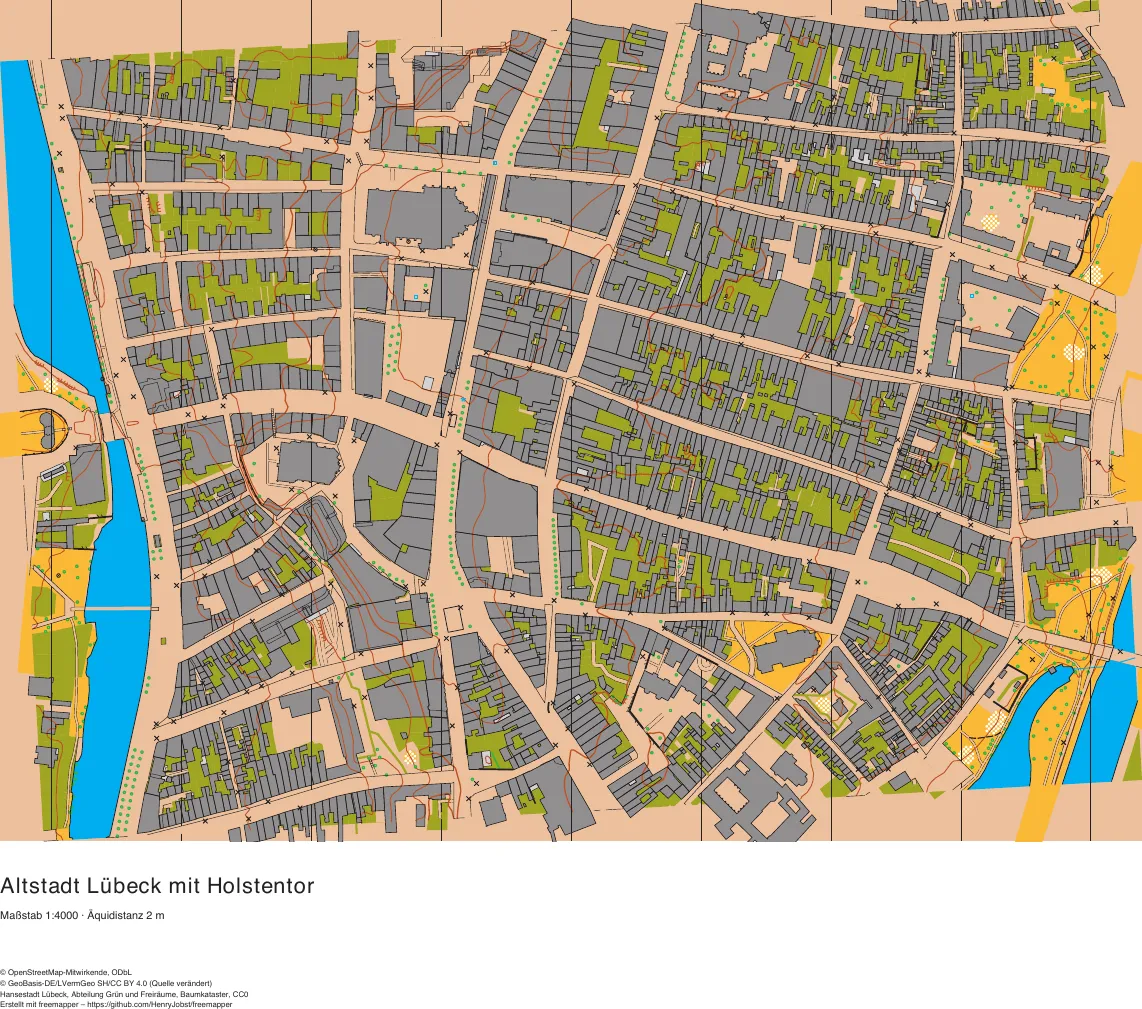 Altstadt Lübeck mit Holstentor
Maßstab 1:4000 · Äquidistanz 2 m
© OpenStreetMap-Mitwirkende, ODbL
© GeoBasis-DE/LVermGeo SH/CC BY 4.0 (Quelle verändert)
Hansestadt Lübeck, Abteilung Grün und Freiräume, Baumkataster, CC0
Erstellt mit freemapper – https://github.com/HenryJobst/freemapper